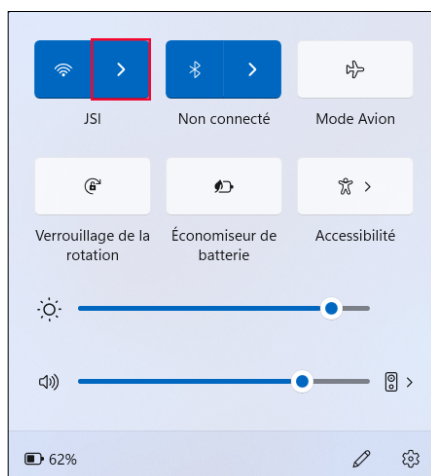 JSI
Non connecté
Mode Avion
Verrouillage de la
rotation
Économiseur de
batterie
Accessibilité
62%